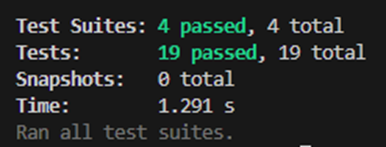 Test Suites: 4 passed, 4 total
Tests:       19 passed, 19 total
Snapshots:   0 total
Time:        1.291 s
Ran all test suites.